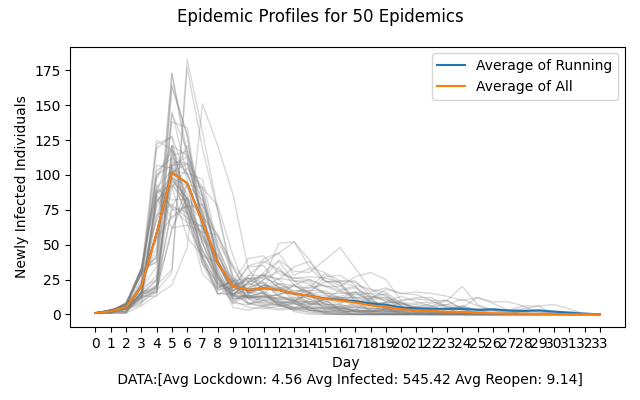 Epidemic Profiles for 50 Epidemics
Average of Running
Average of All
Newly Infected Individuals
175
150
125
100
75
50
25
0
0 1 2 3 4 5 6 7 8 9 10 11 12 13 14 15 16 17 18 19 20 21 22 23 24 25 26 27 28 29 30 31 32 33
Day
DATA:[Avg Lockdown: 4.56 Avg Infected: 545.42 Avg Reopen: 9.14]